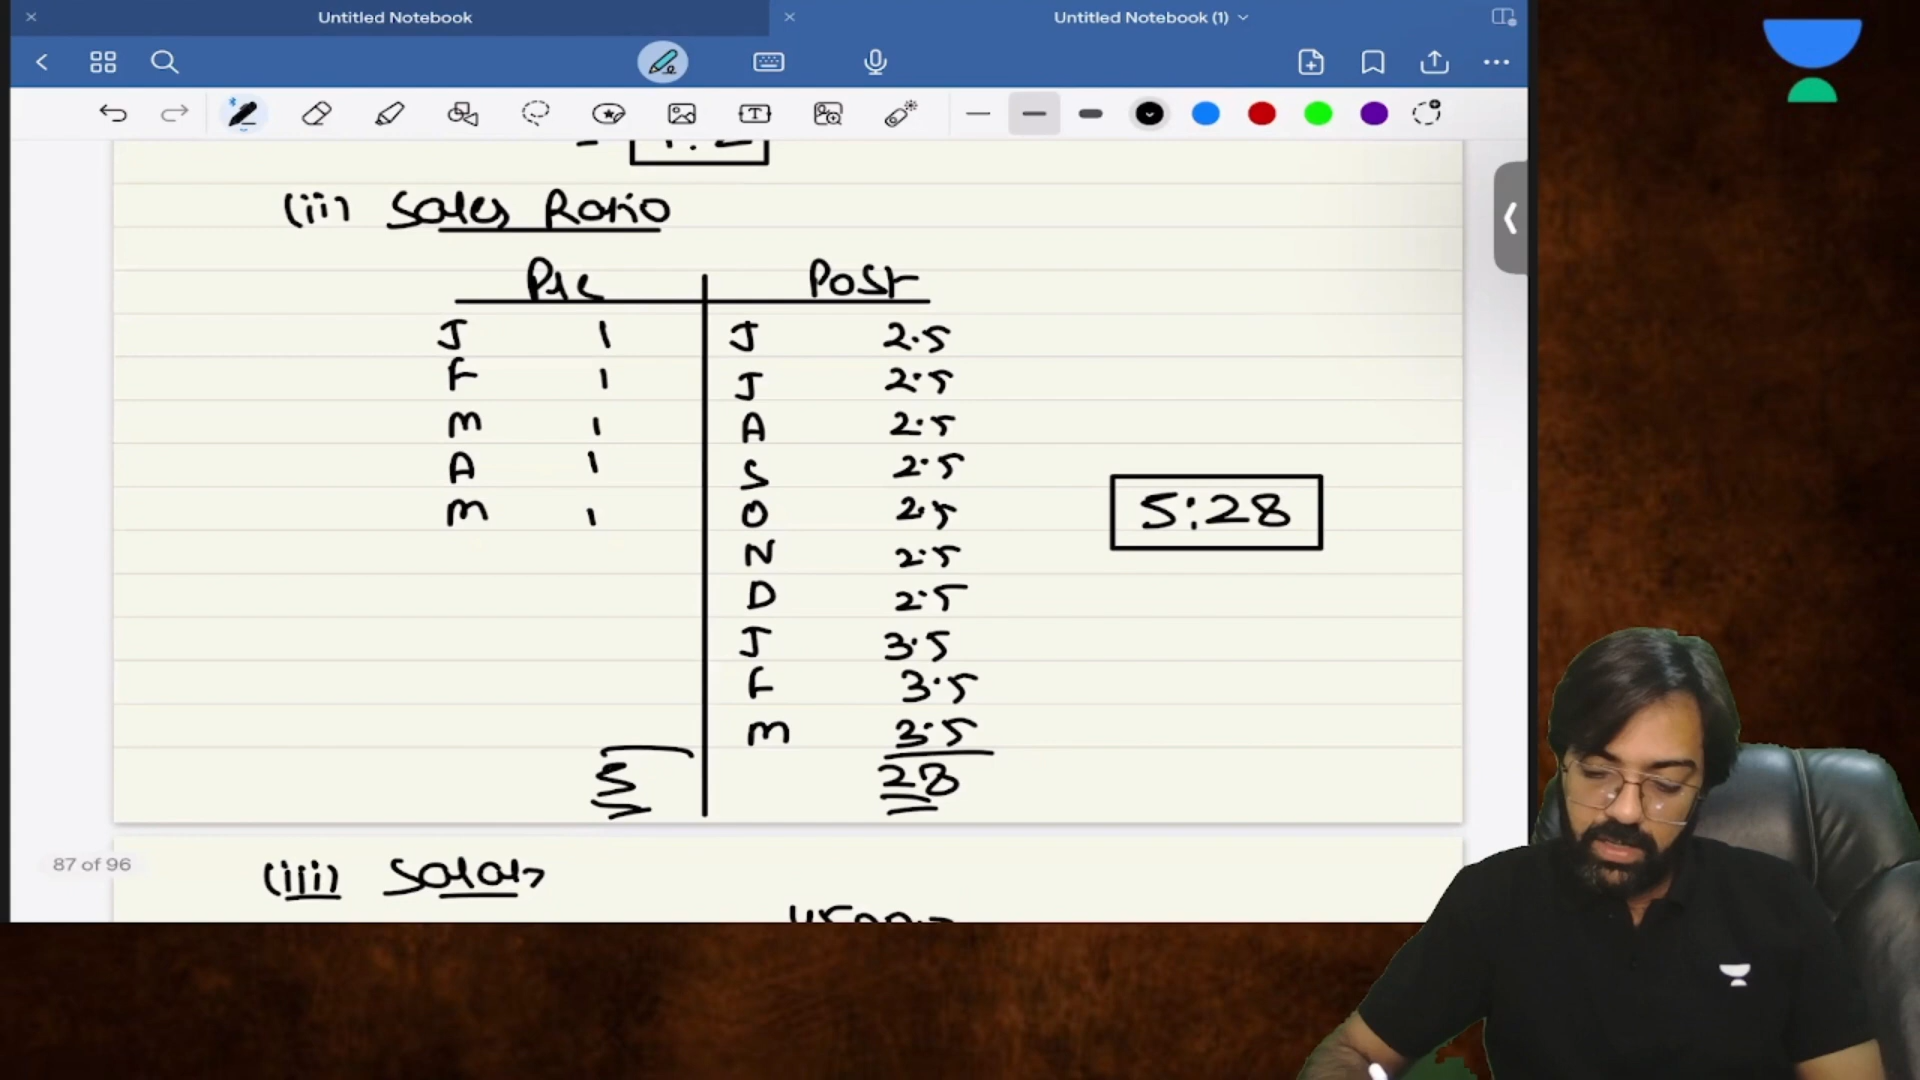 Untitled Notebook
Untitled Notebook (1)
(ii) Sales Ratio
Pre Post
J 1 J 2.5
F 1 J 2.5
M 1 A 2.5
A 1 S 2.5
M 1 O 2.5
N 2.5
D 2.5
J 3.5
F 3.5
M 3.5
5 28
5:28
87 of 96
(iii) Salary